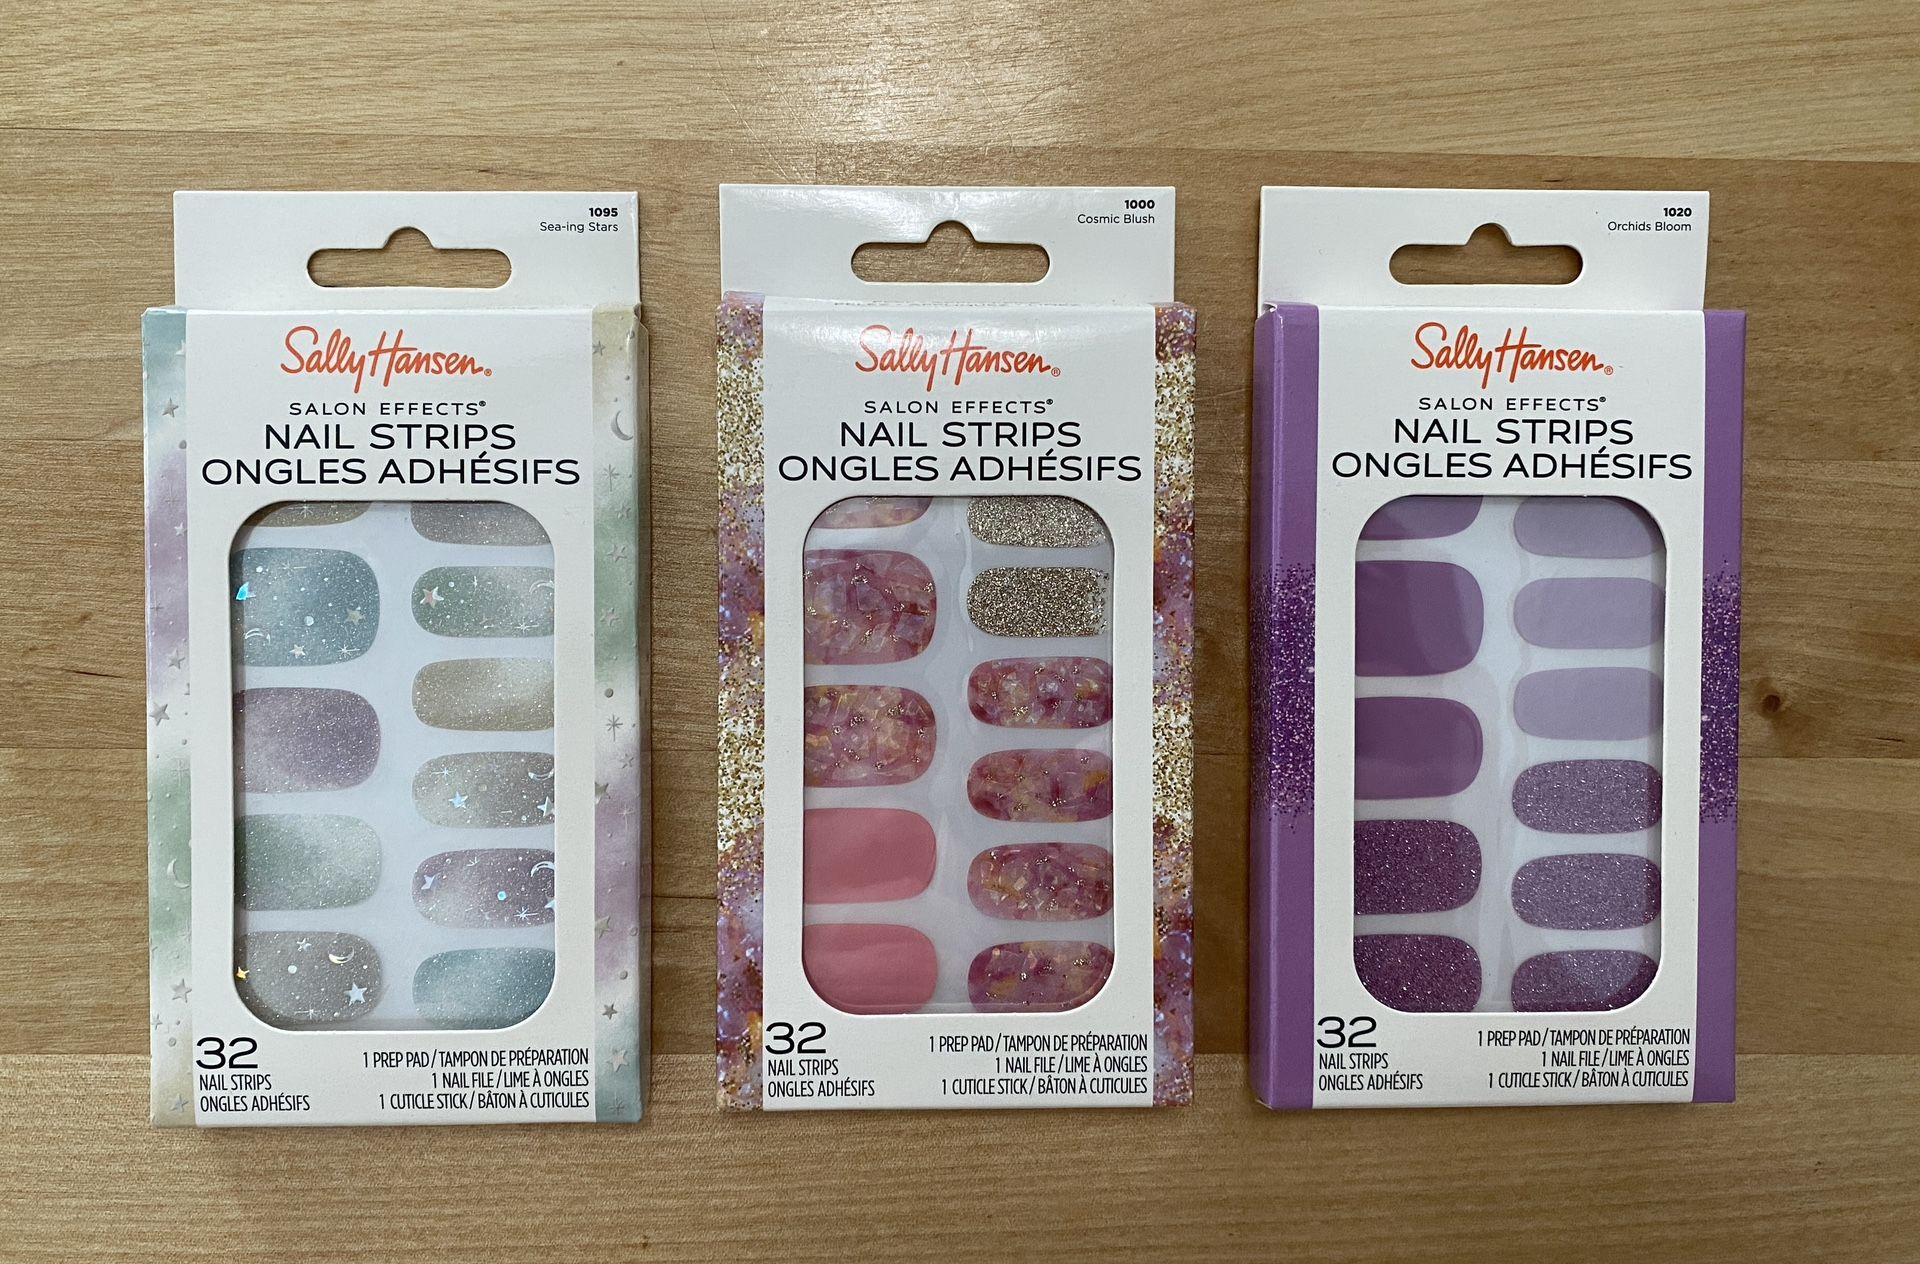 1095
Sea-ing Stars
Sally Hansen®
SALON EFFECTS®
NAIL STRIPS
ONGLES ADHÉSIFS
32
NAIL STRIPS
ONGLES ADHÉSIFS
1 PREP PAD/TAMPON DE PRÉPARATION
1 NAIL FILE/LIME À ONGLES
1 CUTICLE STICK/BÂTON À CUTICULES
1000
Cosmic Blush
Sally Hansen®
SALON EFFECTS®
NAIL STRIPS
ONGLES ADHÉSIFS
32
NAIL STRIPS
ONGLES ADHÉSIFS
1 PREP PAD/TAMPON DE PRÉPARATION
1 NAIL FILE/LIME À ONGLES
1 CUTICLE STICK/BÂTON À CUTICULES
1020
Orchids Bloom
Sally Hansen®
SALON EFFECTS®
NAIL STRIPS
ONGLES ADHÉSIFS
32
NAIL STRIPS
ONGLES ADHÉSIFS
1 PREP PAD/TAMPON DE PRÉPARATION
1 NAIL FILE/LIME À ONGLES
1 CUTICLE STICK/BÂTON À CUTICULES